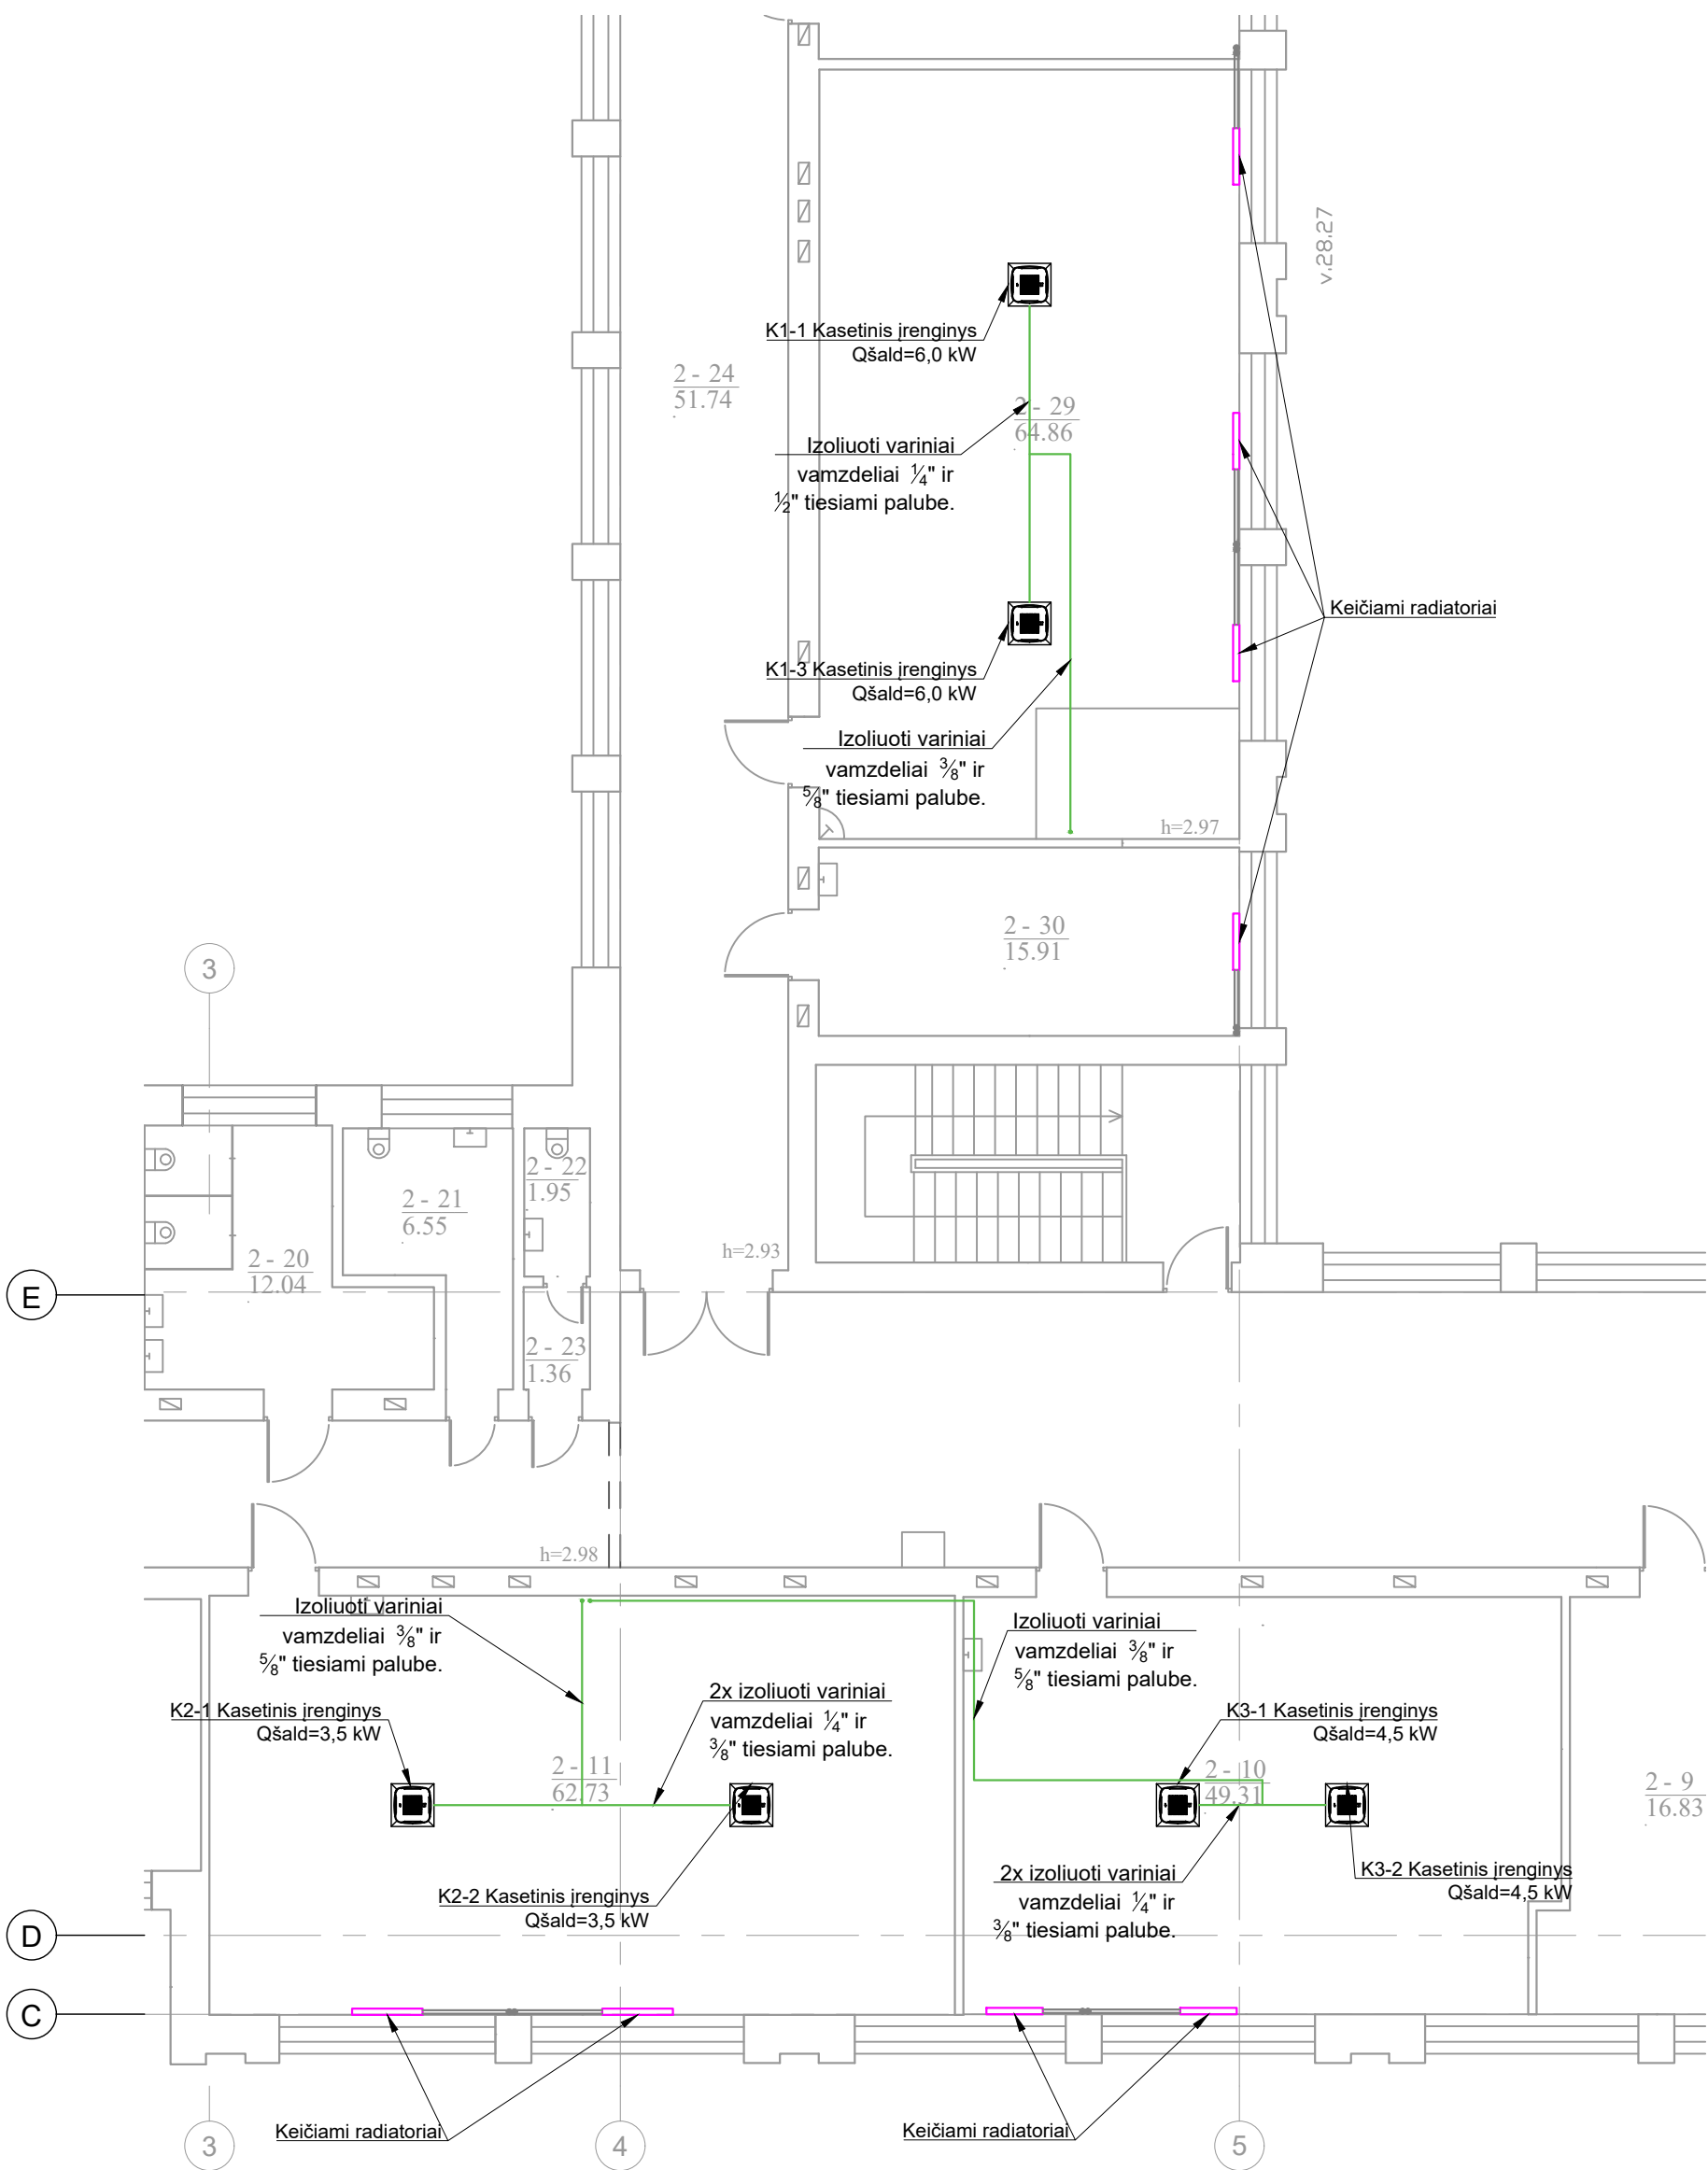 v.28.27
K1-1 Kasetinis įrenginys
Qšald=6,0 kW
2 - 24
51.74
2 - 29
64.86
Izoliuoti variniai
vamzdeliai ¼" ir
½" tiesiami palube.
Keičiami radiatoriai
K1-3 Kasetinis įrenginys
Qšald=6,0 kW
Izoliuoti variniai
vamzdeliai ⅜" ir
⅝" tiesiami palube.
h=2.97
2 - 30
15.91
3
2 - 22
1.95
2 - 21
6.55
2 - 20
12.04
h=2.93
E
2 - 23
1.36
h=2.98
Izoliuoti variniai
vamzdeliai ⅜" ir
⅝" tiesiami palube.
Izoliuoti variniai
vamzdeliai ⅜" ir
⅝" tiesiami palube.
K2-1 Kasetinis įrenginys
Qšald=3,5 kW
2x izoliuoti variniai
vamzdeliai ¼" ir
⅜" tiesiami palube.
K3-1 Kasetinis įrenginys
Qšald=4,5 kW
2 - 11
62.73
2 - 10
49.31
2 - 9
16.83
K2-2 Kasetinis įrenginys
Qšald=3,5 kW
2x izoliuoti variniai
vamzdeliai ¼" ir
⅜" tiesiami palube.
K3-2 Kasetinis įrenginys
Qšald=4,5 kW
D
C
Keičiami radiatoriai
Keičiami radiatoriai
3
4
5